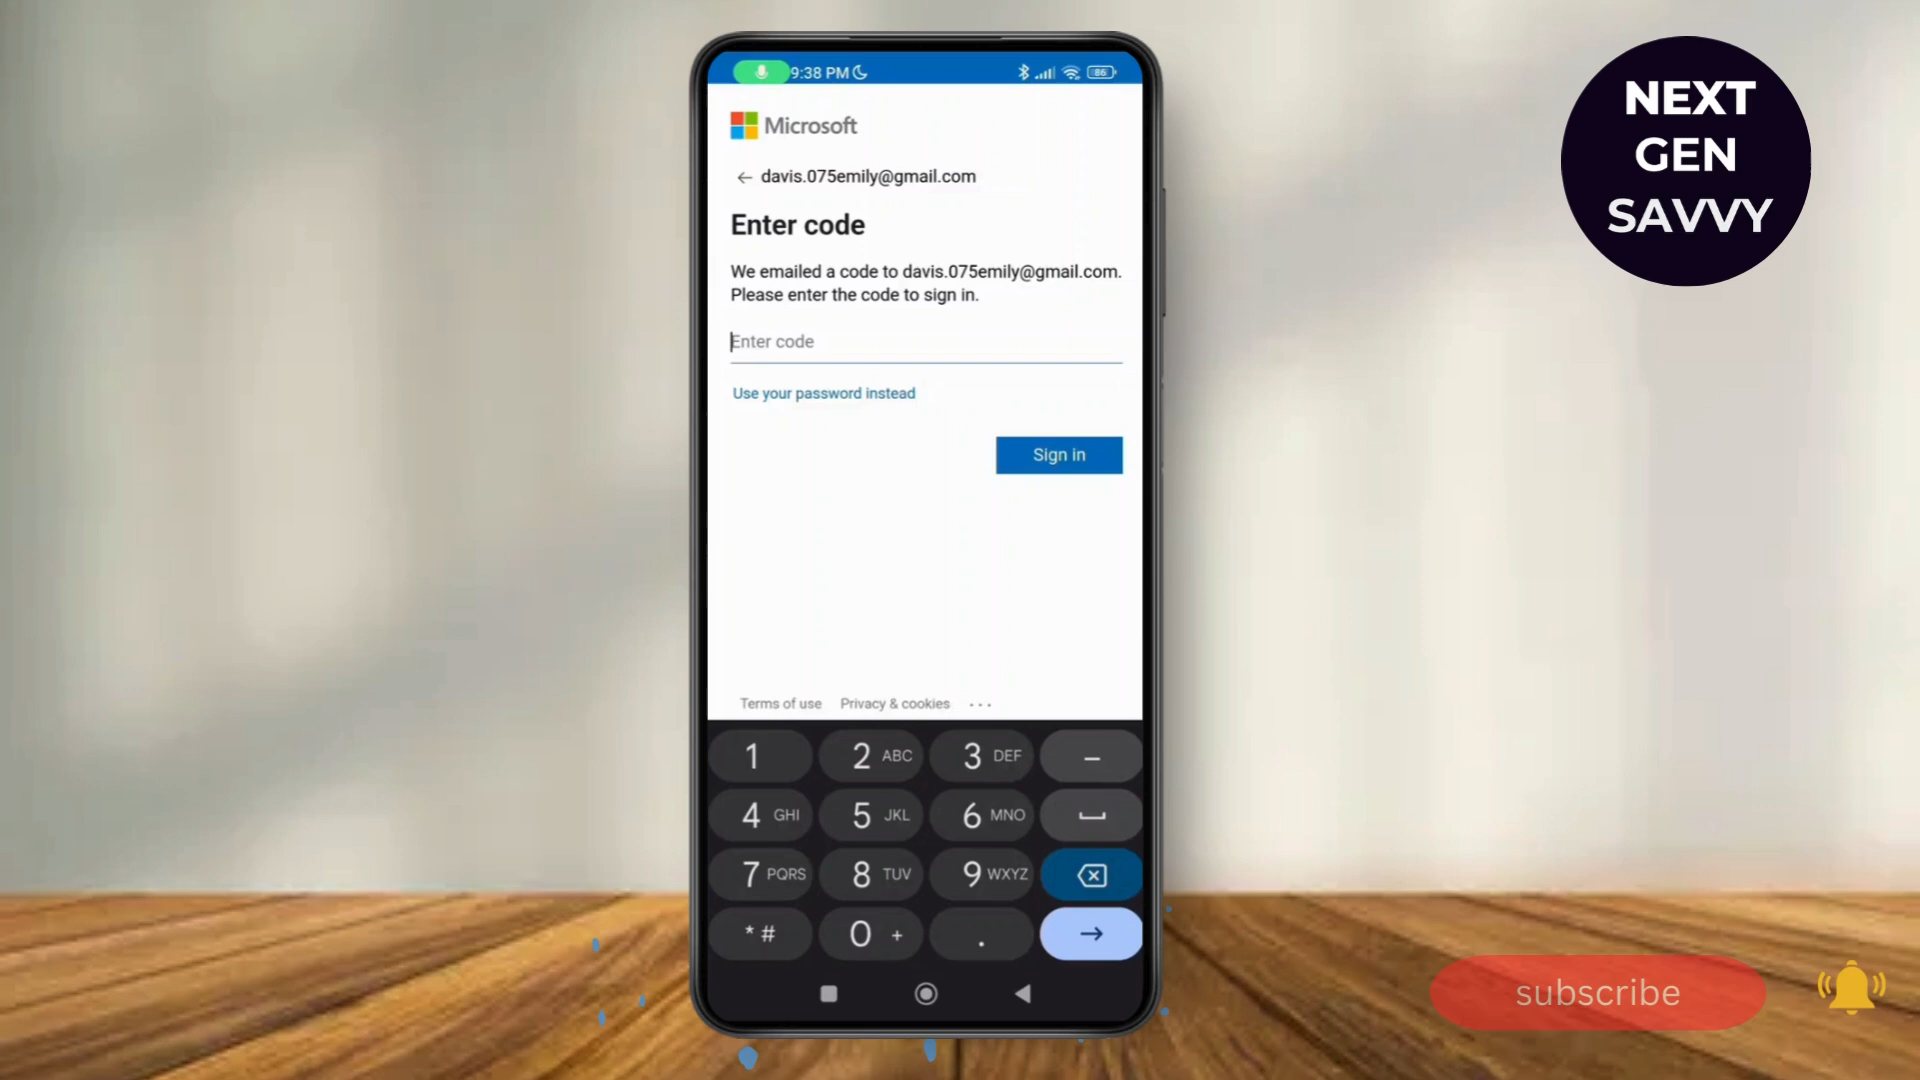 9:38 PM
86
Microsoft
← davis.075emily@gmail.com
Enter code
We emailed a code to davis.075emily@gmail.com.
Please enter the code to sign in.
Enter code
Use your password instead
Sign in
Terms of use Privacy & cookies ...
1 2 ABC 3 DEF –
4 GHI 5 JKL 6 MNO
7 PQRS 8 TUV 9 WXYZ
* # 0 + . →
NEXT
GEN
SAVVY
subscribe